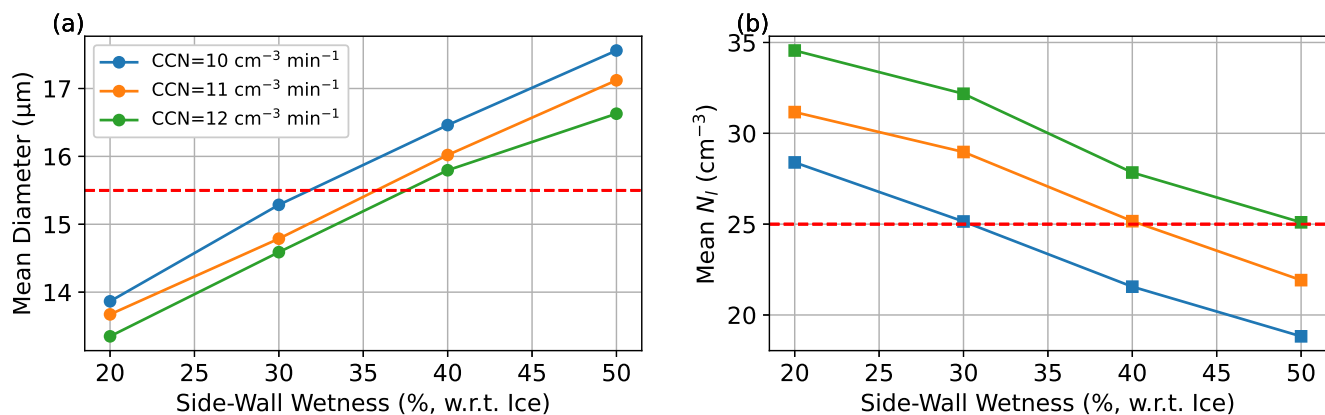 (a)
CCN=10 cm⁻³ min⁻¹
CCN=11 cm⁻³ min⁻¹
CCN=12 cm⁻³ min⁻¹
17
16
15
14
Mean Diameter (μm)
20 25 30 35 40 45 50
Side-Wall Wetness (%, w.r.t. Ice)
(b)
35
30
25
20
Mean N_l (cm⁻³)
20 25 30 35 40 45 50
Side-Wall Wetness (%, w.r.t. Ice)